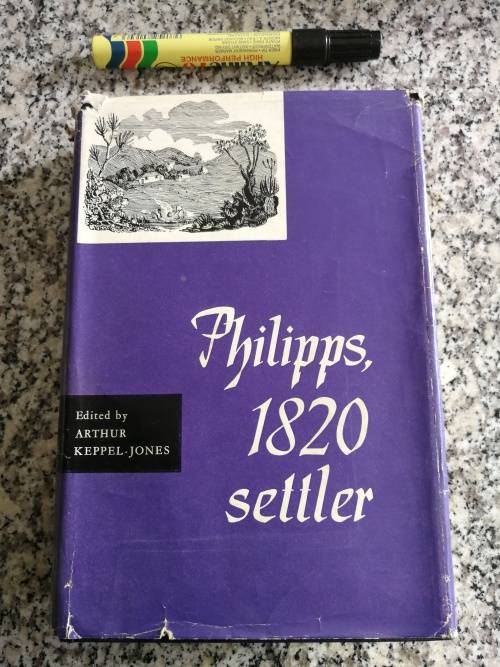 HIGH PERFORMANCE
Philipps,
1820
settler
Edited by
ARTHUR
KEPPEL-JONES